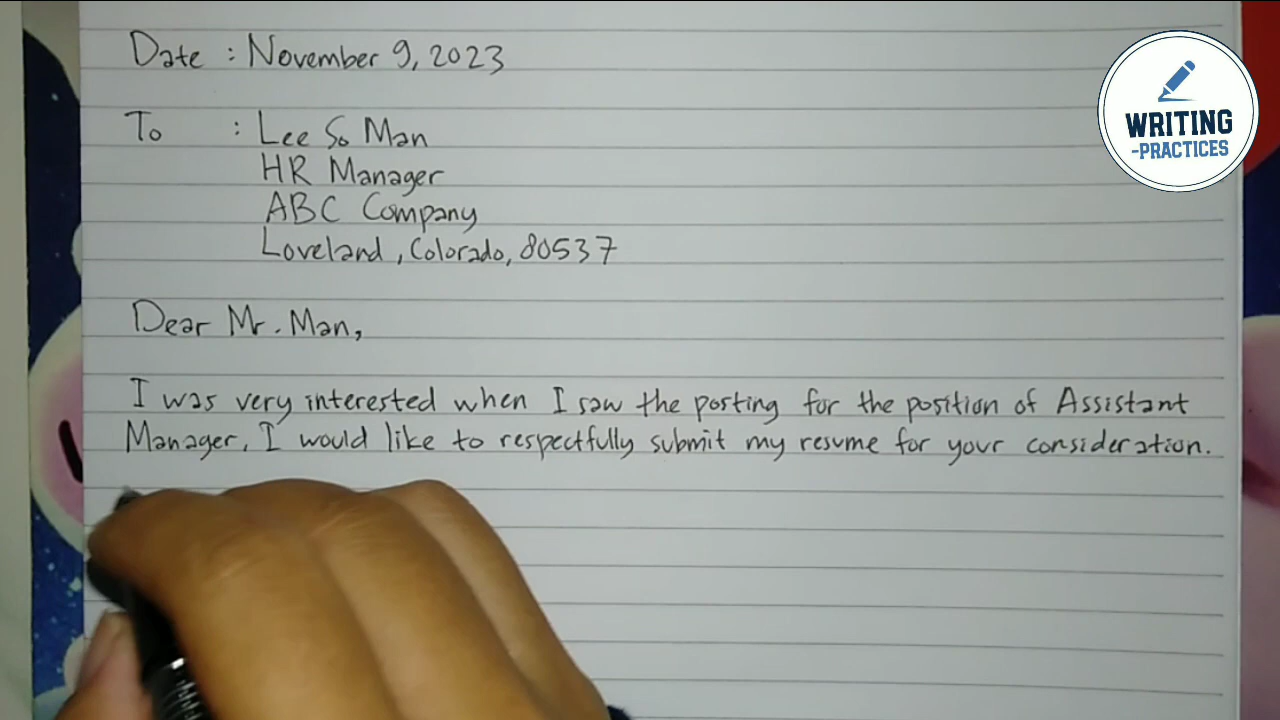 Date : November 9, 2023
To : Lee So Man
HR Manager
ABC Company
Loveland , Colorado, 80537
Dear Mr. Man,
I was very interested when I saw the posting for the position of Assistant
Manager. I would like to respectfully submit my resume for your consideration.
WRITING
-PRACTICES